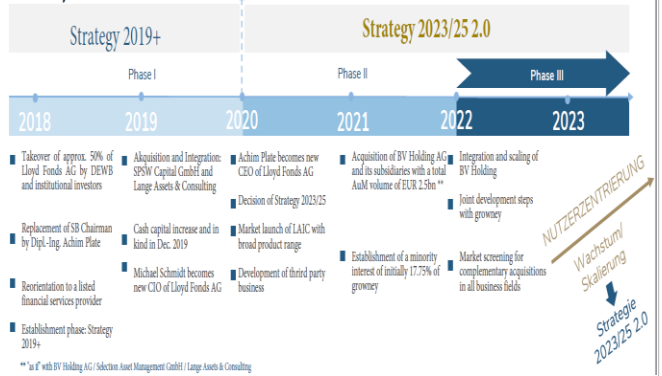 Strategy 2019+
Strategy 2023/25 2.0
Phase I
Phase II
Phase III
2018
2019
2020
2021
2022
2023
Takeover of approx. 50% of
Lloyd Fonds AG by DEWB
and institutional investors
Replacement of SB Chairman
by Dipl.-Ing. Achim Plate
Reorientation to a listed
financial services provider
Establishment phase: Strategy
2019+
Akquisition and Integration:
SPSW Capital GmbH and
Lange Assets & Consulting
Cash capital increase and in
kind in Dec. 2019
Michael Schmidt becomes
new CIO of Lloyd Fonds AG
Achim Plate becomes new
CEO of Lloyd Fonds AG
Decision of Strategy 2023/25
Market launch of LAIC with
broad product range
Development of threird party
business
Acquisition of BV Holding AG
and its subsidiaries with a total
AuM volume of EUR 2.5bn **
Establishment of a minority
interest of initially 17.75% of
growney
Integration and scaling of
BV Holding
Joint development steps
with growney
Market screening for
complementary acquisitions
in all business fields
NUTZERZENTRIERUNG
Wachstum/
Skalierung
Strategie
2023/25 2.0
** "as if" with BV Holding AG / Selection Asset Management GmbH / Lange Assets & Consulting